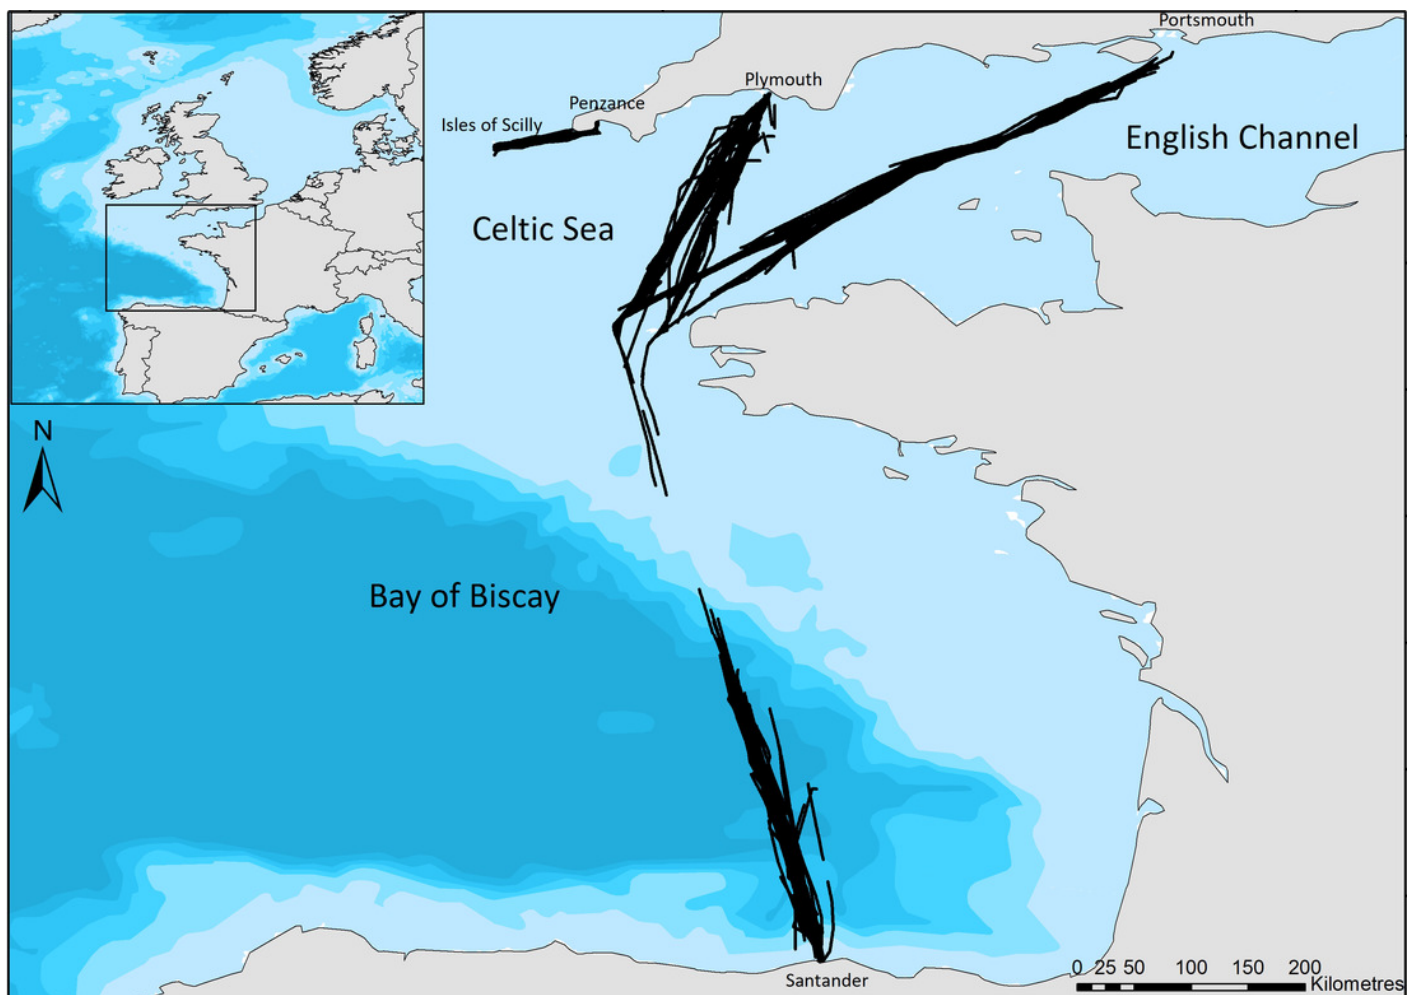 Portsmouth
Plymouth
Penzance
Isles of Scilly
English Channel
Celtic Sea
N
Bay of Biscay
Santander
0 25 50 100 150 200
Kilometres